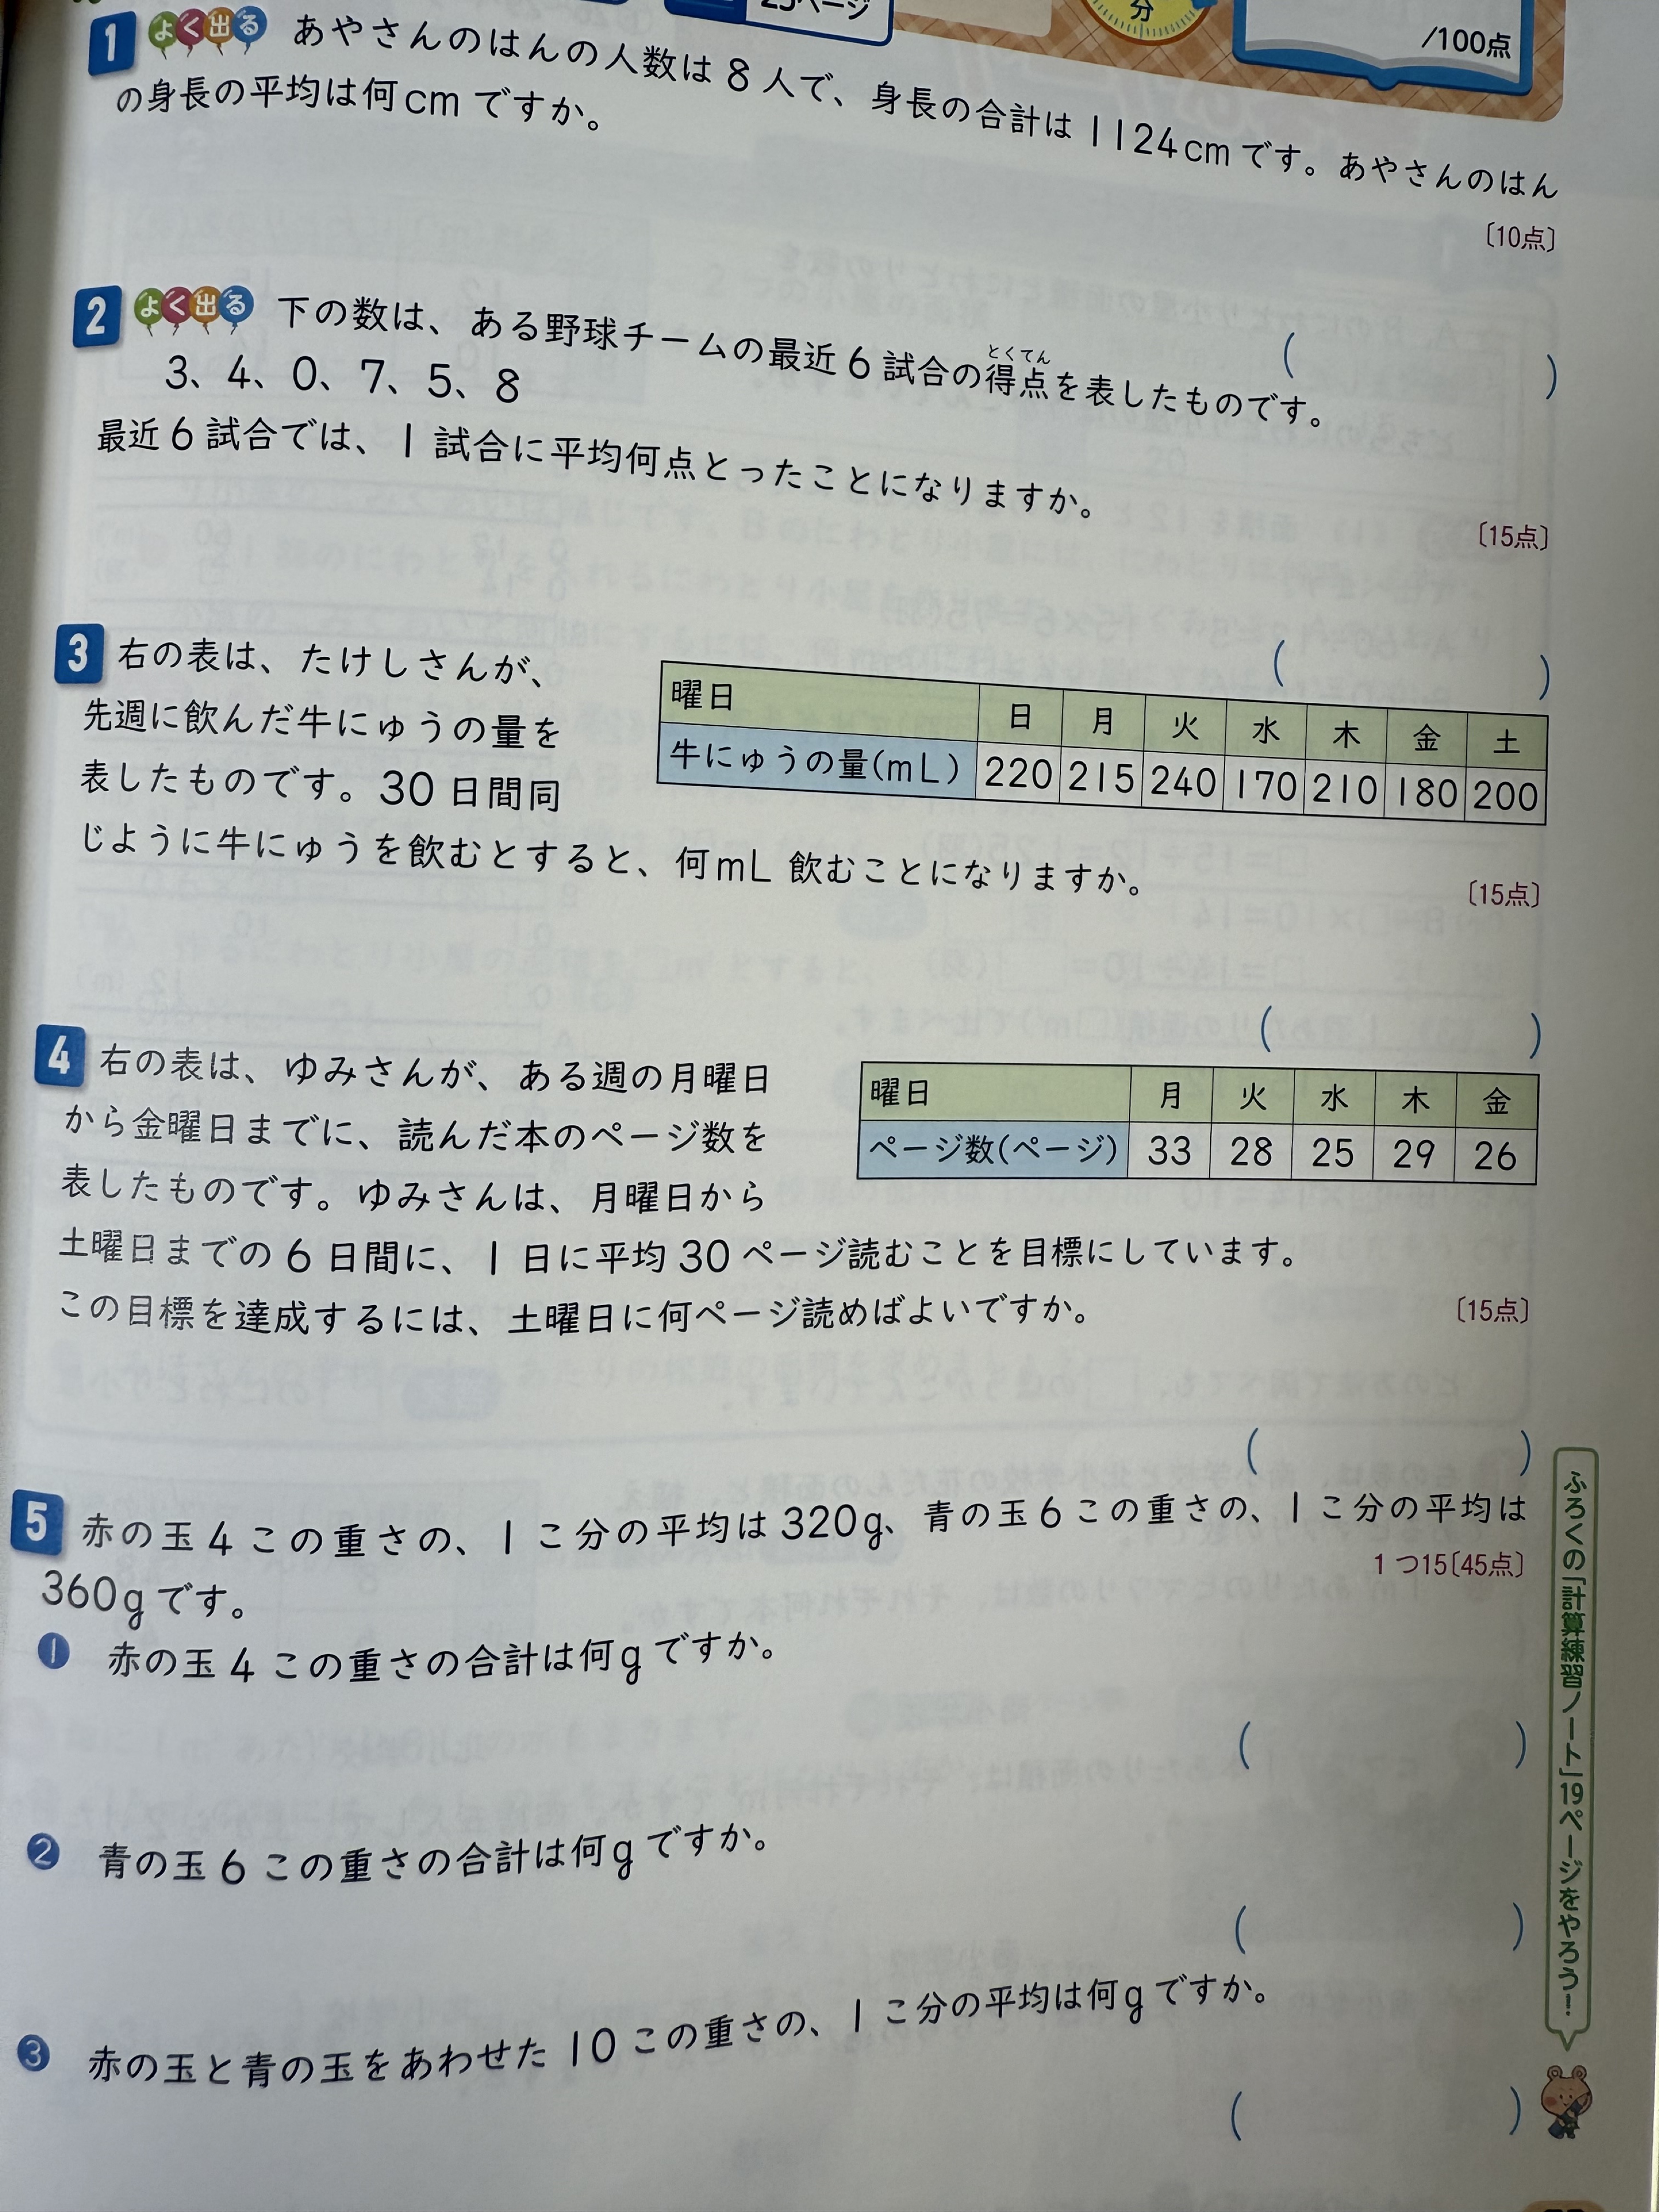 分
/100点
1 よく出る あやさんのはんの人数は8人で、身長の合計は1124cmです。あやさんのはん
の身長の平均は何cmですか。
〔10点〕
( )
2 よく出る 下の数は、ある野球チームの最近6試合の得点を表したものです。
とくてん
3、4、0、7、5、8
最近6試合では、1試合に平均何点とったことになりますか。
〔15点〕
( )
3 右の表は、たけしさんが、
先週に飲んだ牛にゅうの量を
表したものです。30日間同
じように牛にゅうを飲むとすると、何mL飲むことになりますか。
曜日 日 月 火 水 木 金 土
牛にゅうの量(mL) 220 215 240 170 210 180 200
〔15点〕
( )
4 右の表は、ゆみさんが、ある週の月曜日
から金曜日までに、読んだ本のページ数を
表したものです。ゆみさんは、月曜日から
土曜日までの6日間に、1日に平均30ページ読むことを目標にしています。
この目標を達成するには、土曜日に何ページ読めばよいですか。
曜日 月 火 水 木 金
ページ数(ページ) 33 28 25 29 26
〔15点〕
( )
5 赤の玉4この重さの、1こ分の平均は320g、青の玉6この重さの、1こ分の平均は
360gです。
1つ15〔45点〕
1 赤の玉4この重さの合計は何gですか。
( )
2 青の玉6この重さの合計は何gですか。
( )
3 赤の玉と青の玉をあわせた10この重さの、1こ分の平均は何gですか。
( )
ふろくの「計算練習ノート」19ページをやろう！